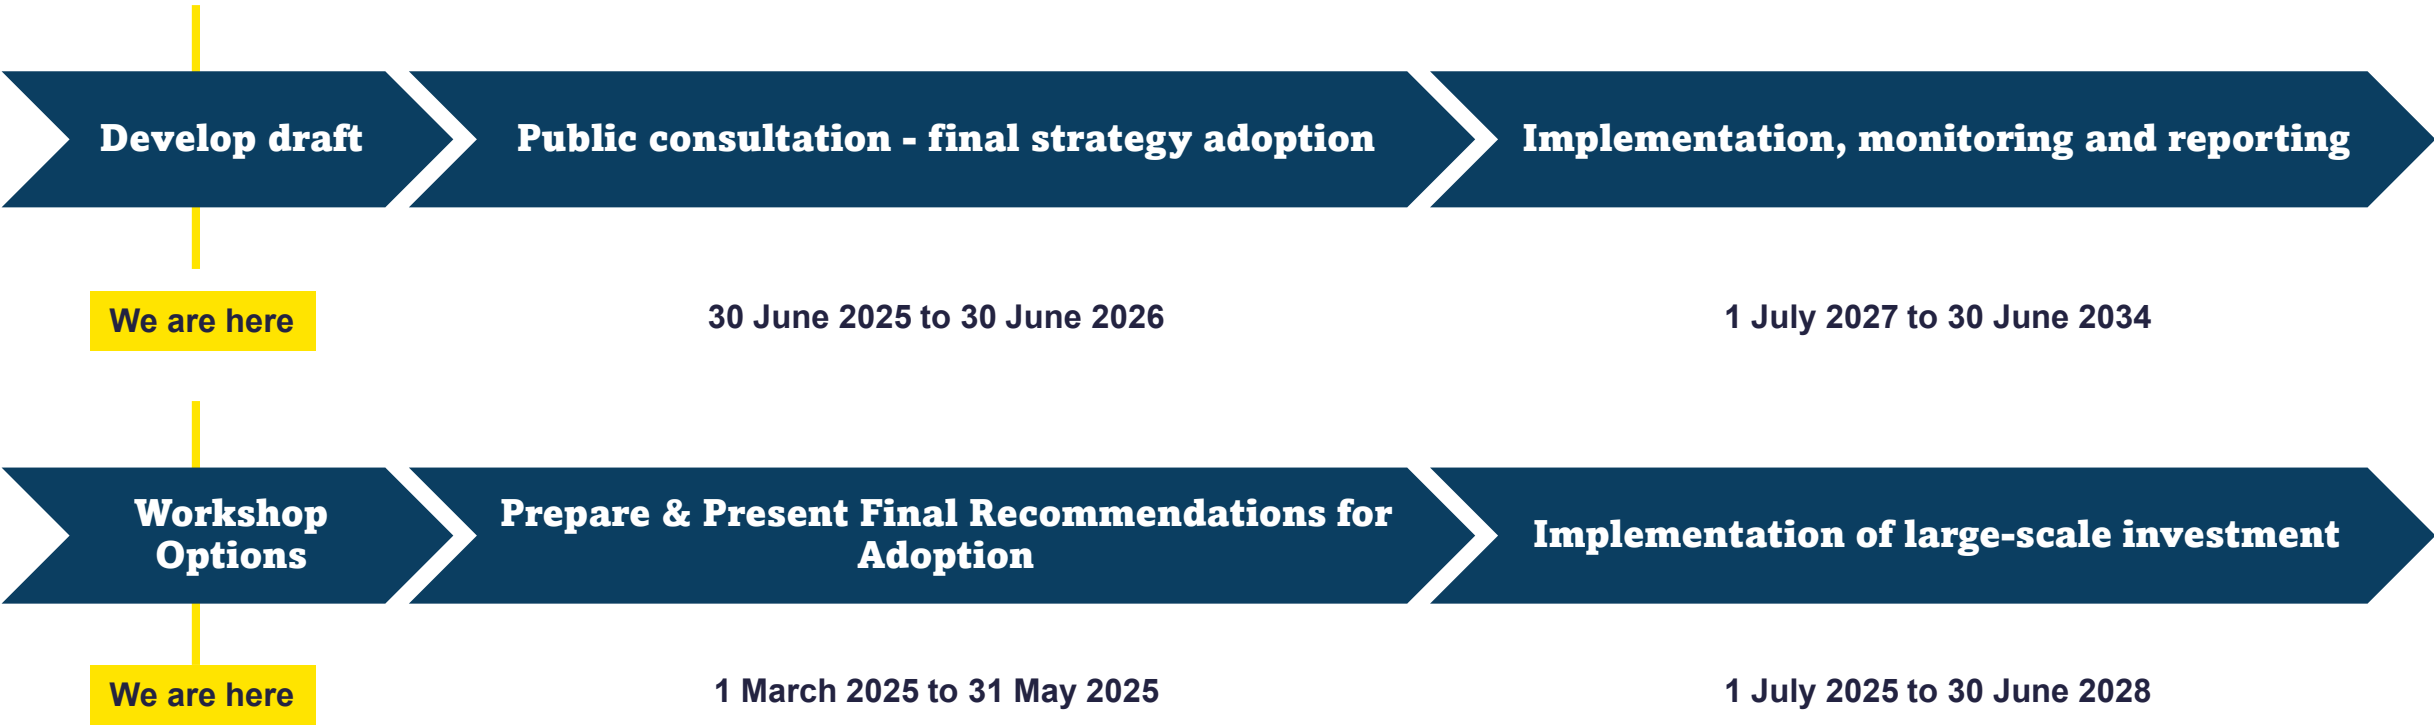 Develop draft
Public consultation - final strategy adoption
Implementation, monitoring and reporting
We are here
30 June 2025 to 30 June 2026
1 July 2027 to 30 June 2034
Workshop
Options
Prepare & Present Final Recommendations for
Adoption
Implementation of large-scale investment
We are here
1 March 2025 to 31 May 2025
1 July 2025 to 30 June 2028